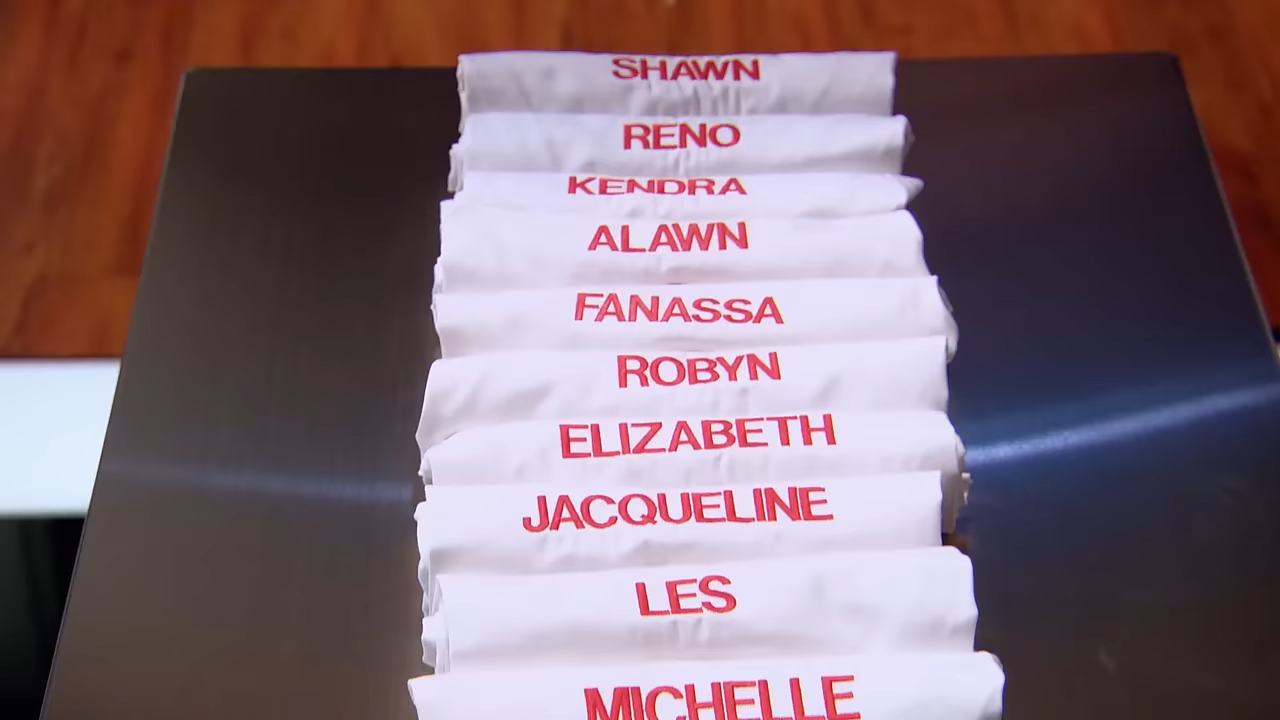 SHAWN
RENO
KENDRA
ALAWN
FANASSA
ROBYN
ELIZABETH
JACQUELINE
LES
MICHELLE